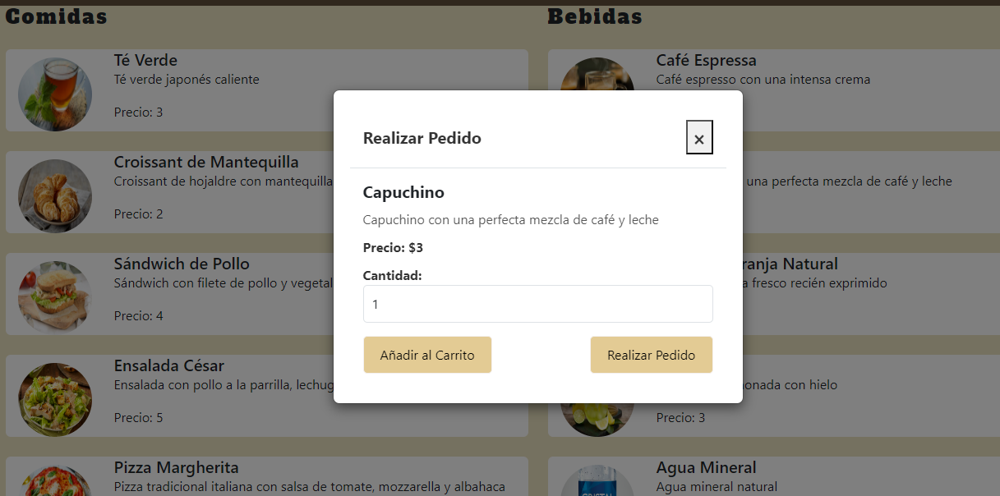 Comidas
Té Verde
Té verde japonés caliente
Precio: 3
Croissant de Mantequilla
Croissant de hojaldre con mantequilla
Precio: 2
Sándwich de Pollo
Sándwich con filete de pollo y
Precio: 4
Ensalada César
Ensalada con pollo a la parrilla,
Precio: 5
Pizza Margherita
Pizza tradicional italiana con salsa de tomate, mozzarella y albahaca
Bebidas
Café Espressa
Café espresso con una intensa crema
una perfecta mezcla de café y leche
Natural
fresco recién exprimido
con hielo
Precio: 3
Agua Mineral
Agua mineral natural
Realizar Pedido
×
Capuchino
Capuchino con una perfecta mezcla de café y leche
Precio: $3
Cantidad:
1
Añadir al Carrito
Realizar Pedido